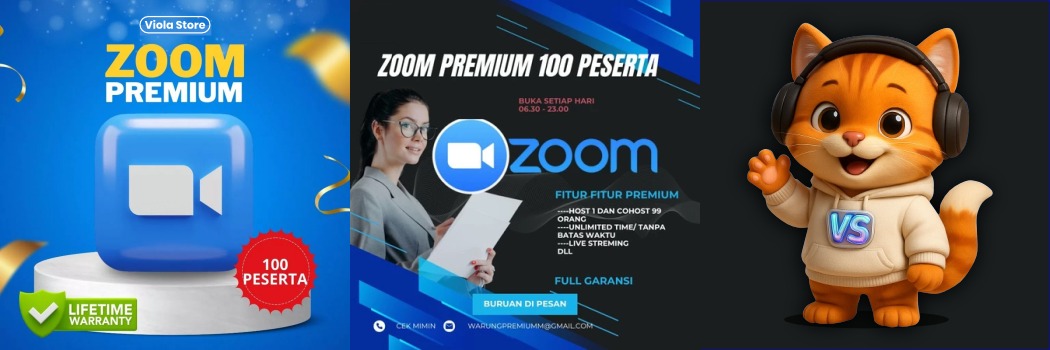 Viola Store
ZOOM
PREMIUM
100
PESERTA
LIFETIME
WARRANTY
ZOOM PREMIUM 100 PESERTA
BUKA SETIAP HARI
06.30 - 23.00
zoom
FITUR FITUR PREMIUM
----HOST 1 DAN COHOST 99
ORANG
----UNLIMITED TIME/ TANPA
BATAS WAKTU
----LIVE STREMING
DLL
FULL GARANSI
BURUAN DI PESAN
CEK MIMIN
WARUNGPREMIUMM@GMAIL.COM
VS